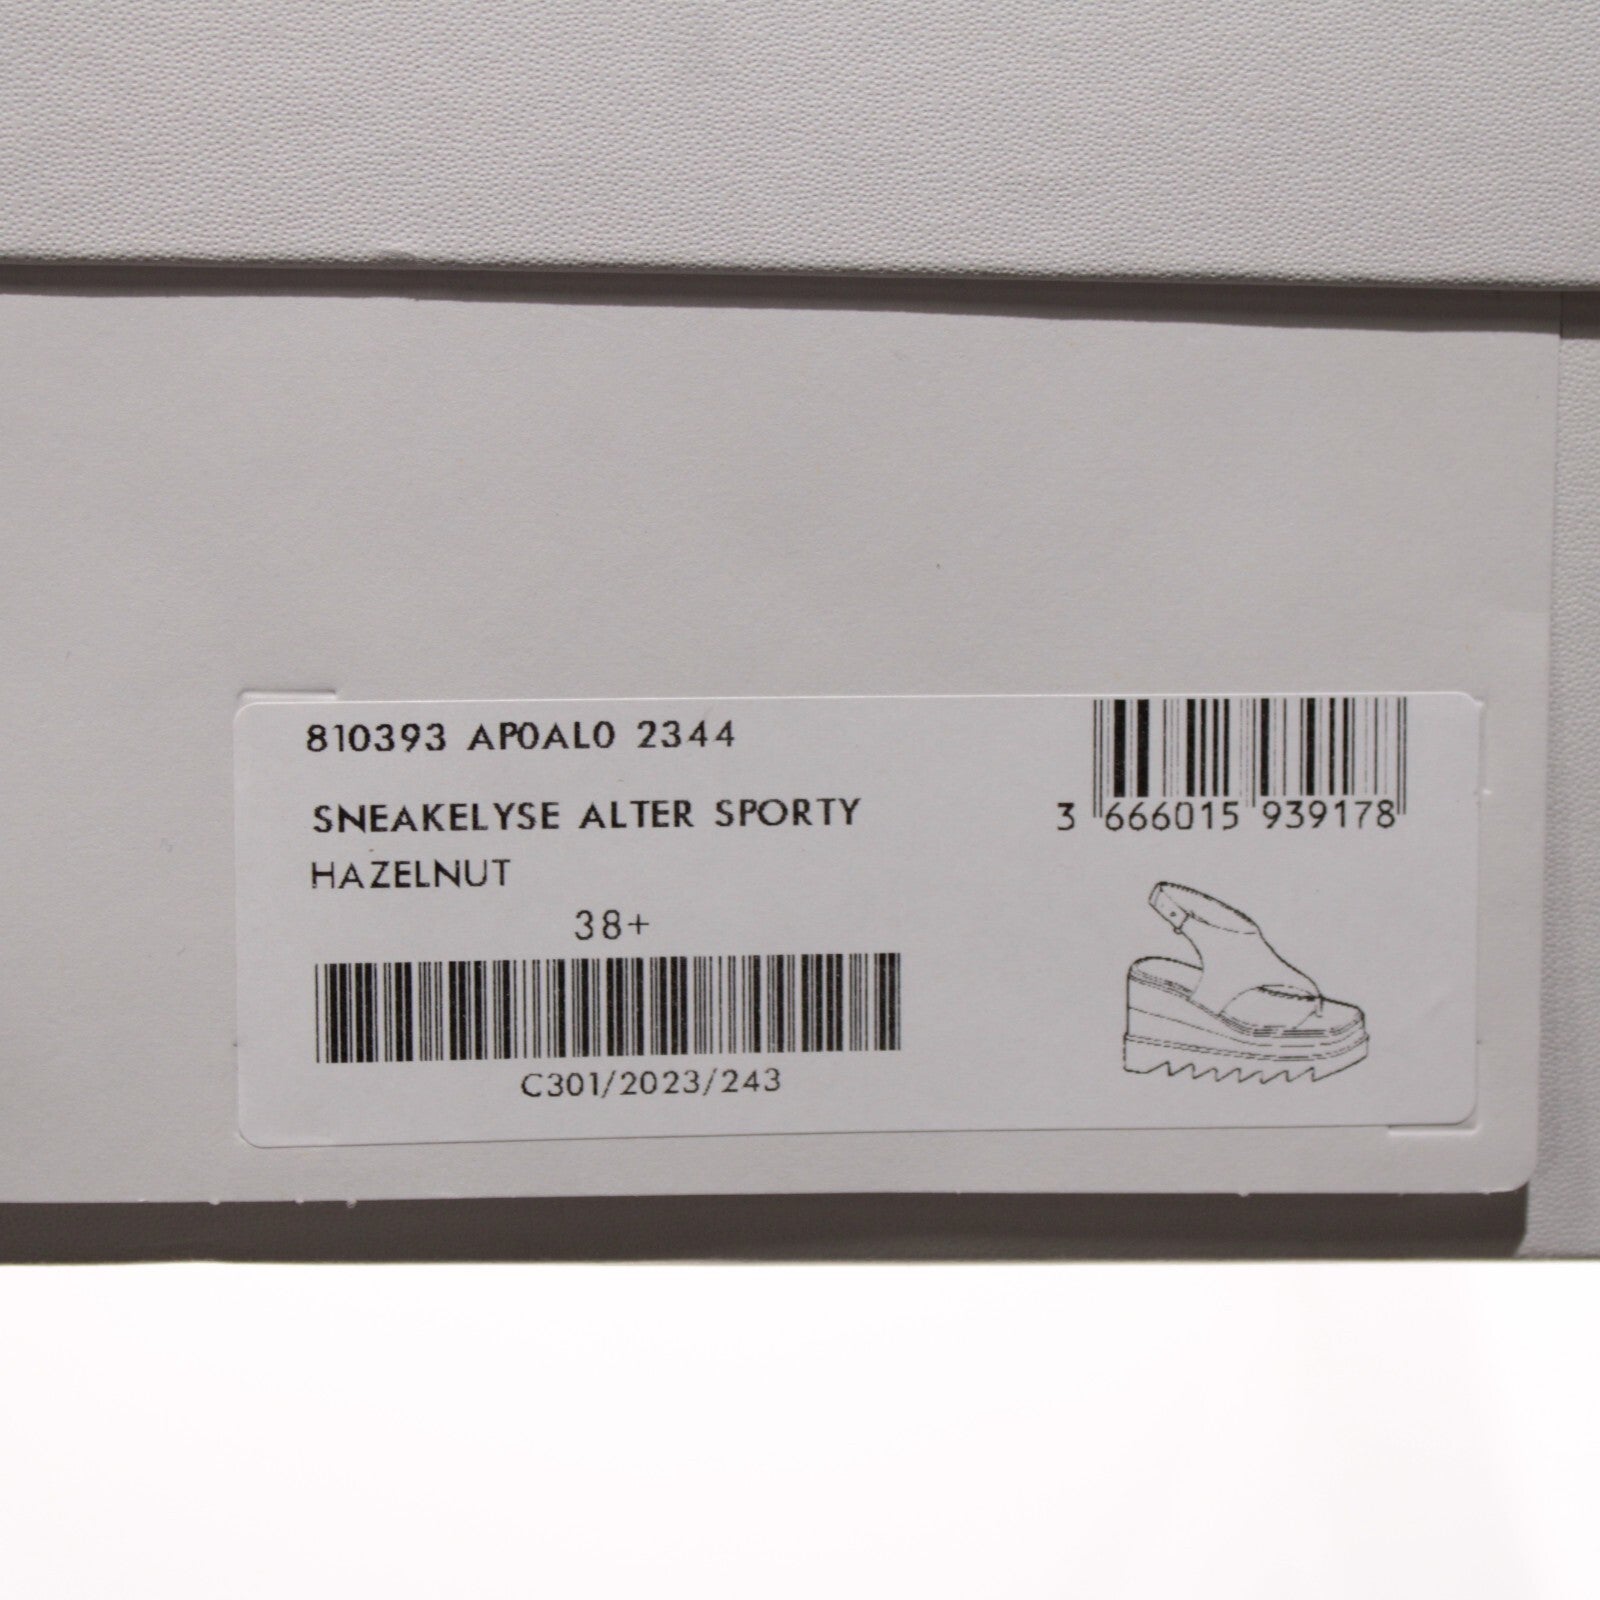 810393 AP0AL0 2344
SNEAKELYSE ALTER SPORTY
HAZELNUT
38+
C301/2023/243
3 666015 939178